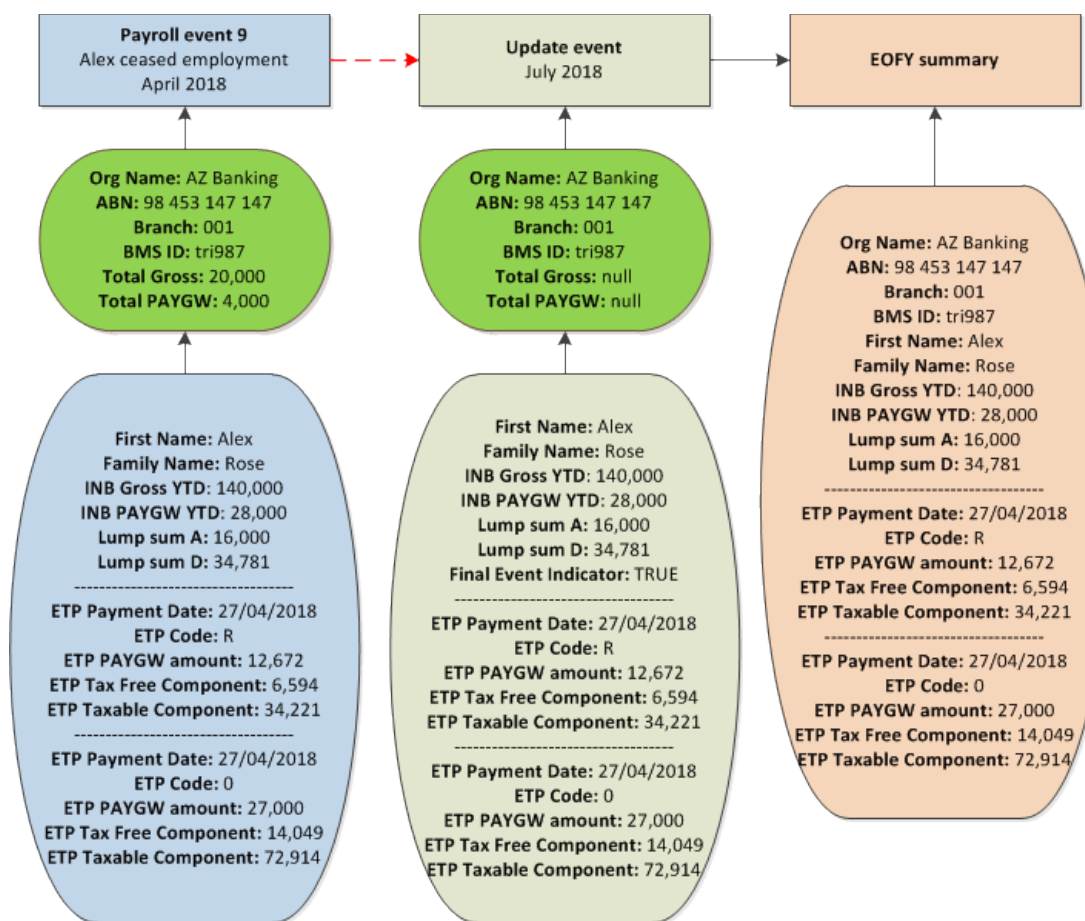 Payroll event 9
Alex ceased employment
April 2018
Update event
July 2018
EOFY summary
Org Name: AZ Banking
ABN: 98 453 147 147
Branch: 001
BMS ID: tri987
Total Gross: 20,000
Total PAYGW: 4,000
Org Name: AZ Banking
ABN: 98 453 147 147
Branch: 001
BMS ID: tri987
Total Gross: null
Total PAYGW: null
First Name: Alex
Family Name: Rose
INB Gross YTD: 140,000
INB PAYGW YTD: 28,000
Lump sum A: 16,000
Lump sum D: 34,781
------------------------------------
ETP Payment Date: 27/04/2018
ETP Code: R
ETP PAYGW amount: 12,672
ETP Tax Free Component: 6,594
ETP Taxable Component: 34,221
------------------------------------
ETP Payment Date: 27/04/2018
ETP Code: 0
ETP PAYGW amount: 27,000
ETP Tax Free Component: 14,049
ETP Taxable Component: 72,914
First Name: Alex
Family Name: Rose
INB Gross YTD: 140,000
INB PAYGW YTD: 28,000
Lump sum A: 16,000
Lump sum D: 34,781
Final Event Indicator: TRUE
------------------------------------
ETP Payment Date: 27/04/2018
ETP Code: R
ETP PAYGW amount: 12,672
ETP Tax Free Component: 6,594
ETP Taxable Component: 34,221
------------------------------------
ETP Payment Date: 27/04/2018
ETP Code: 0
ETP PAYGW amount: 27,000
ETP Tax Free Component: 14,049
ETP Taxable Component: 72,914
Org Name: AZ Banking
ABN: 98 453 147 147
Branch: 001
BMS ID: tri987
First Name: Alex
Family Name: Rose
INB Gross YTD: 140,000
INB PAYGW YTD: 28,000
Lump sum A: 16,000
Lump sum D: 34,781
------------------------------------
ETP Payment Date: 27/04/2018
ETP Code: R
ETP PAYGW amount: 12,672
ETP Tax Free Component: 6,594
ETP Taxable Component: 34,221
------------------------------------
ETP Payment Date: 27/04/2018
ETP Code: 0
ETP PAYGW amount: 27,000
ETP Tax Free Component: 14,049
ETP Taxable Component: 72,914